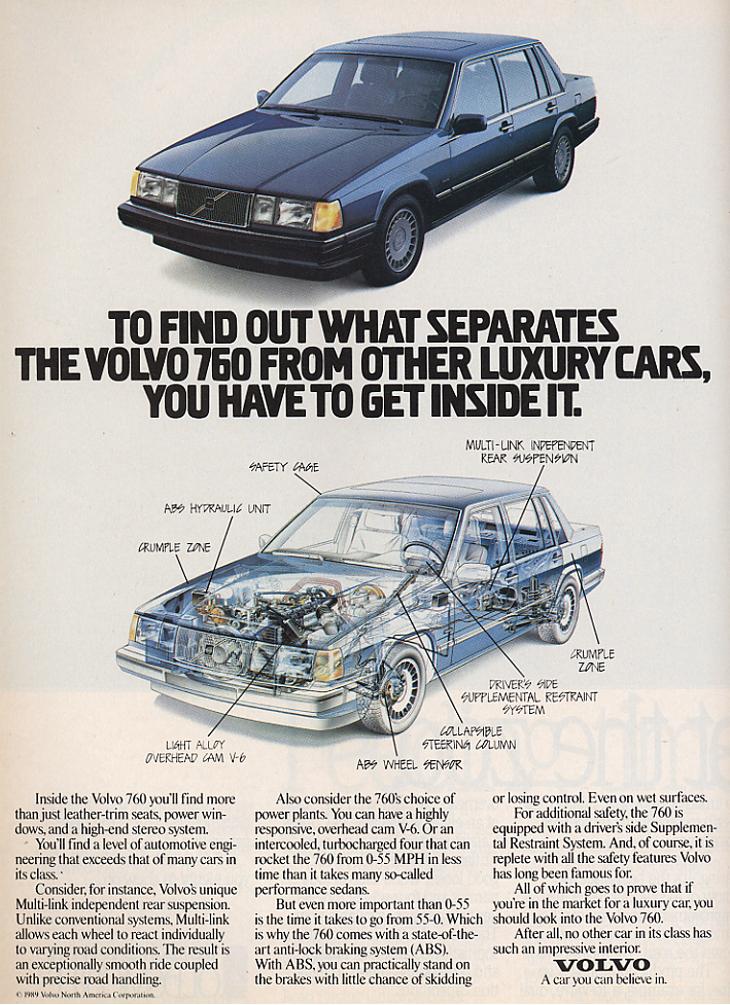 TO FIND OUT WHAT SEPARATES
THE VOLVO 760 FROM OTHER LUXURY CARS,
YOU HAVE TO GET INSIDE IT.
MULTI-LINK INDEPENDENT
REAR SUSPENSION
SAFETY CAGE
ABS HYDRAULIC UNIT
CRUMPLE ZONE
CRUMPLE
ZONE
DRIVER'S SIDE
SUPPLEMENTAL RESTRAINT
SYSTEM
COLLAPSIBLE
STEERING COLUMN
LIGHT ALLOY
OVERHEAD CAM V-6
ABS WHEEL SENSOR
Inside the Volvo 760 you'll find more
than just leather-trim seats, power win-
dows, and a high-end stereo system.
You'll find a level of automotive engi-
neering that exceeds that of many cars in
its class.
Consider, for instance, Volvo's unique
Multi-link independent rear suspension.
Unlike conventional systems, Multi-link
allows each wheel to react individually
to varying road conditions. The result is
an exceptionally smooth ride coupled
with precise road handling.
© 1989 Volvo North America Corporation.
Also consider the 760's choice of
power plants. You can have a highly
responsive, overhead cam V-6. Or an
intercooled, turbocharged four that can
rocket the 760 from 0-55 MPH in less
time than it takes many so-called
performance sedans.
But even more important than 0-55
is the time it takes to go from 55-0. Which
is why the 760 comes with a state-of-the-
art anti-lock braking system (ABS).
With ABS, you can practically stand on
the brakes with little chance of skidding
or losing control. Even on wet surfaces.
For additional safety, the 760 is
equipped with a driver's side Supplemen-
tal Restraint System. And, of course, it is
replete with all the safety features Volvo
has long been famous for.
All of which goes to prove that if
you're in the market for a luxury car, you
should look into the Volvo 760.
After all, no other car in its class has
such an impressive interior.
VOLVO
A car you can believe in.